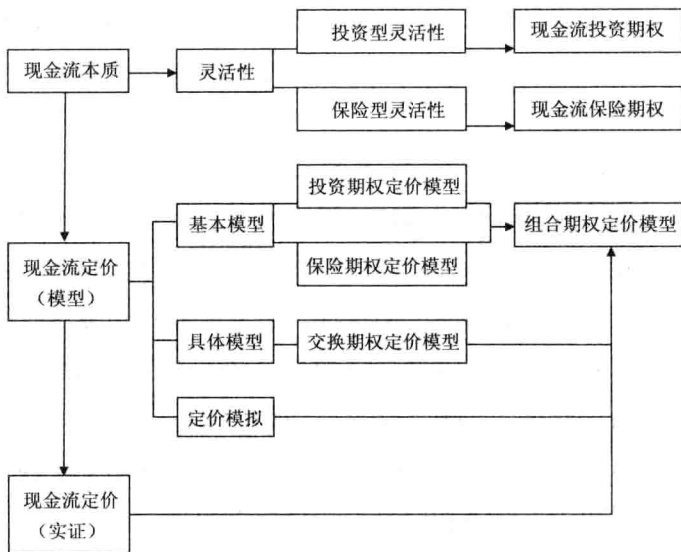 投资型灵活性
现金流投资期权
现金流本质
灵活性
保险型灵活性
现金流保险期权
投资期权定价模型
基本模型
组合期权定价模型
现金流定价
（模型）
保险期权定价模型
具体模型
交换期权定价模型
定价模拟
现金流定价
（实证）